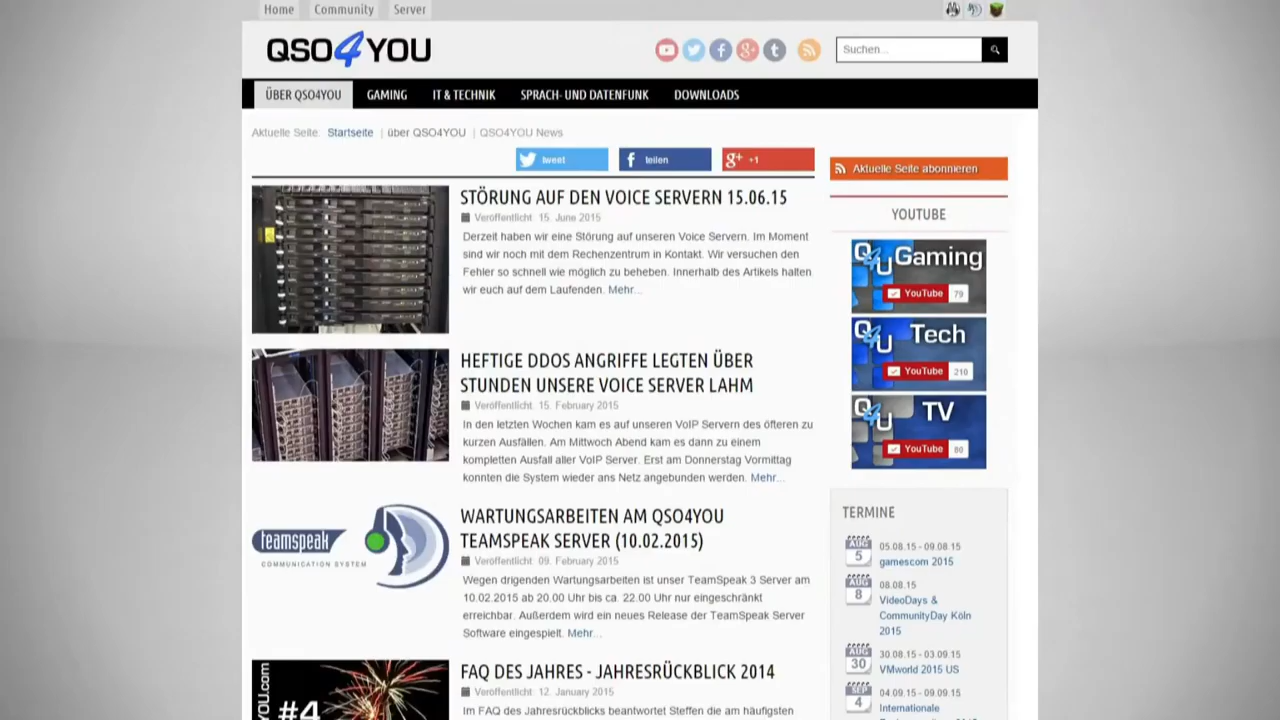 Home Community Server
QSO4YOU
Suchen...
ÜBER QSO4YOU GAMING IT & TECHNIK SPRACH- UND DATENFUNK DOWNLOADS
Aktuelle Seite: Startseite | über QSO4YOU | QSO4YOU News
tweet teilen +1
STÖRUNG AUF DEN VOICE SERVERN 15.06.15
Veröffentlicht: 15. June 2015
Derzeit haben wir eine Störung auf unseren Voice Servern. Im Moment
sind wir noch mit dem Rechenzentrum in Kontakt. Wir versuchen den
Fehler so schnell wie möglich zu beheben. Innerhalb des Artikels halten
wir euch auf dem Laufenden. Mehr...
HEFTIGE DDOS ANGRIFFE LEGTEN ÜBER
STUNDEN UNSERE VOICE SERVER LAHM
Veröffentlicht: 15. February 2015
In den letzten Wochen kam es auf unseren VoIP Servern des öfteren zu
kurzen Ausfällen. Am Mittwoch Abend kam es dann zu einem
kompletten Ausfall aller VoIP Server. Erst am Donnerstag Vormittag
konnten die System wieder ans Netz angebunden werden. Mehr...
teamspeak
COMMUNICATION SYSTEM
WARTUNGSARBEITEN AM QSO4YOU
TEAMSPEAK SERVER (10.02.2015)
Veröffentlicht: 09. February 2015
Wegen drigenden Wartungsarbeiten ist unser TeamSpeak 3 Server am
10.02.2015 ab 20.00 Uhr bis ca. 22.00 Uhr nur eingeschränkt
erreichbar. Außerdem wird ein neues Release der TeamSpeak Server
Software eingespielt. Mehr...
YOU.com
#4
FAQ DES JAHRES - JAHRESRÜCKBLICK 2014
Veröffentlicht: 12. January 2015
Im FAQ des Jahresrückblicks beantwortet Steffen die am häufigsten
Aktuelle Seite abonnieren
YOUTUBE
Q4U Gaming
YouTube 79
Q4U Tech
YouTube 210
Q4U TV
YouTube 80
TERMINE
AUG 5
05.08.15 - 09.08.15
gamescom 2015
AUG 8
08.08.15
VideoDays &
CommunityDay Köln
2015
AUG 30
30.08.15 - 03.09.15
VMworld 2015 US
SEP 4
04.09.15 - 09.09.15
Internationale